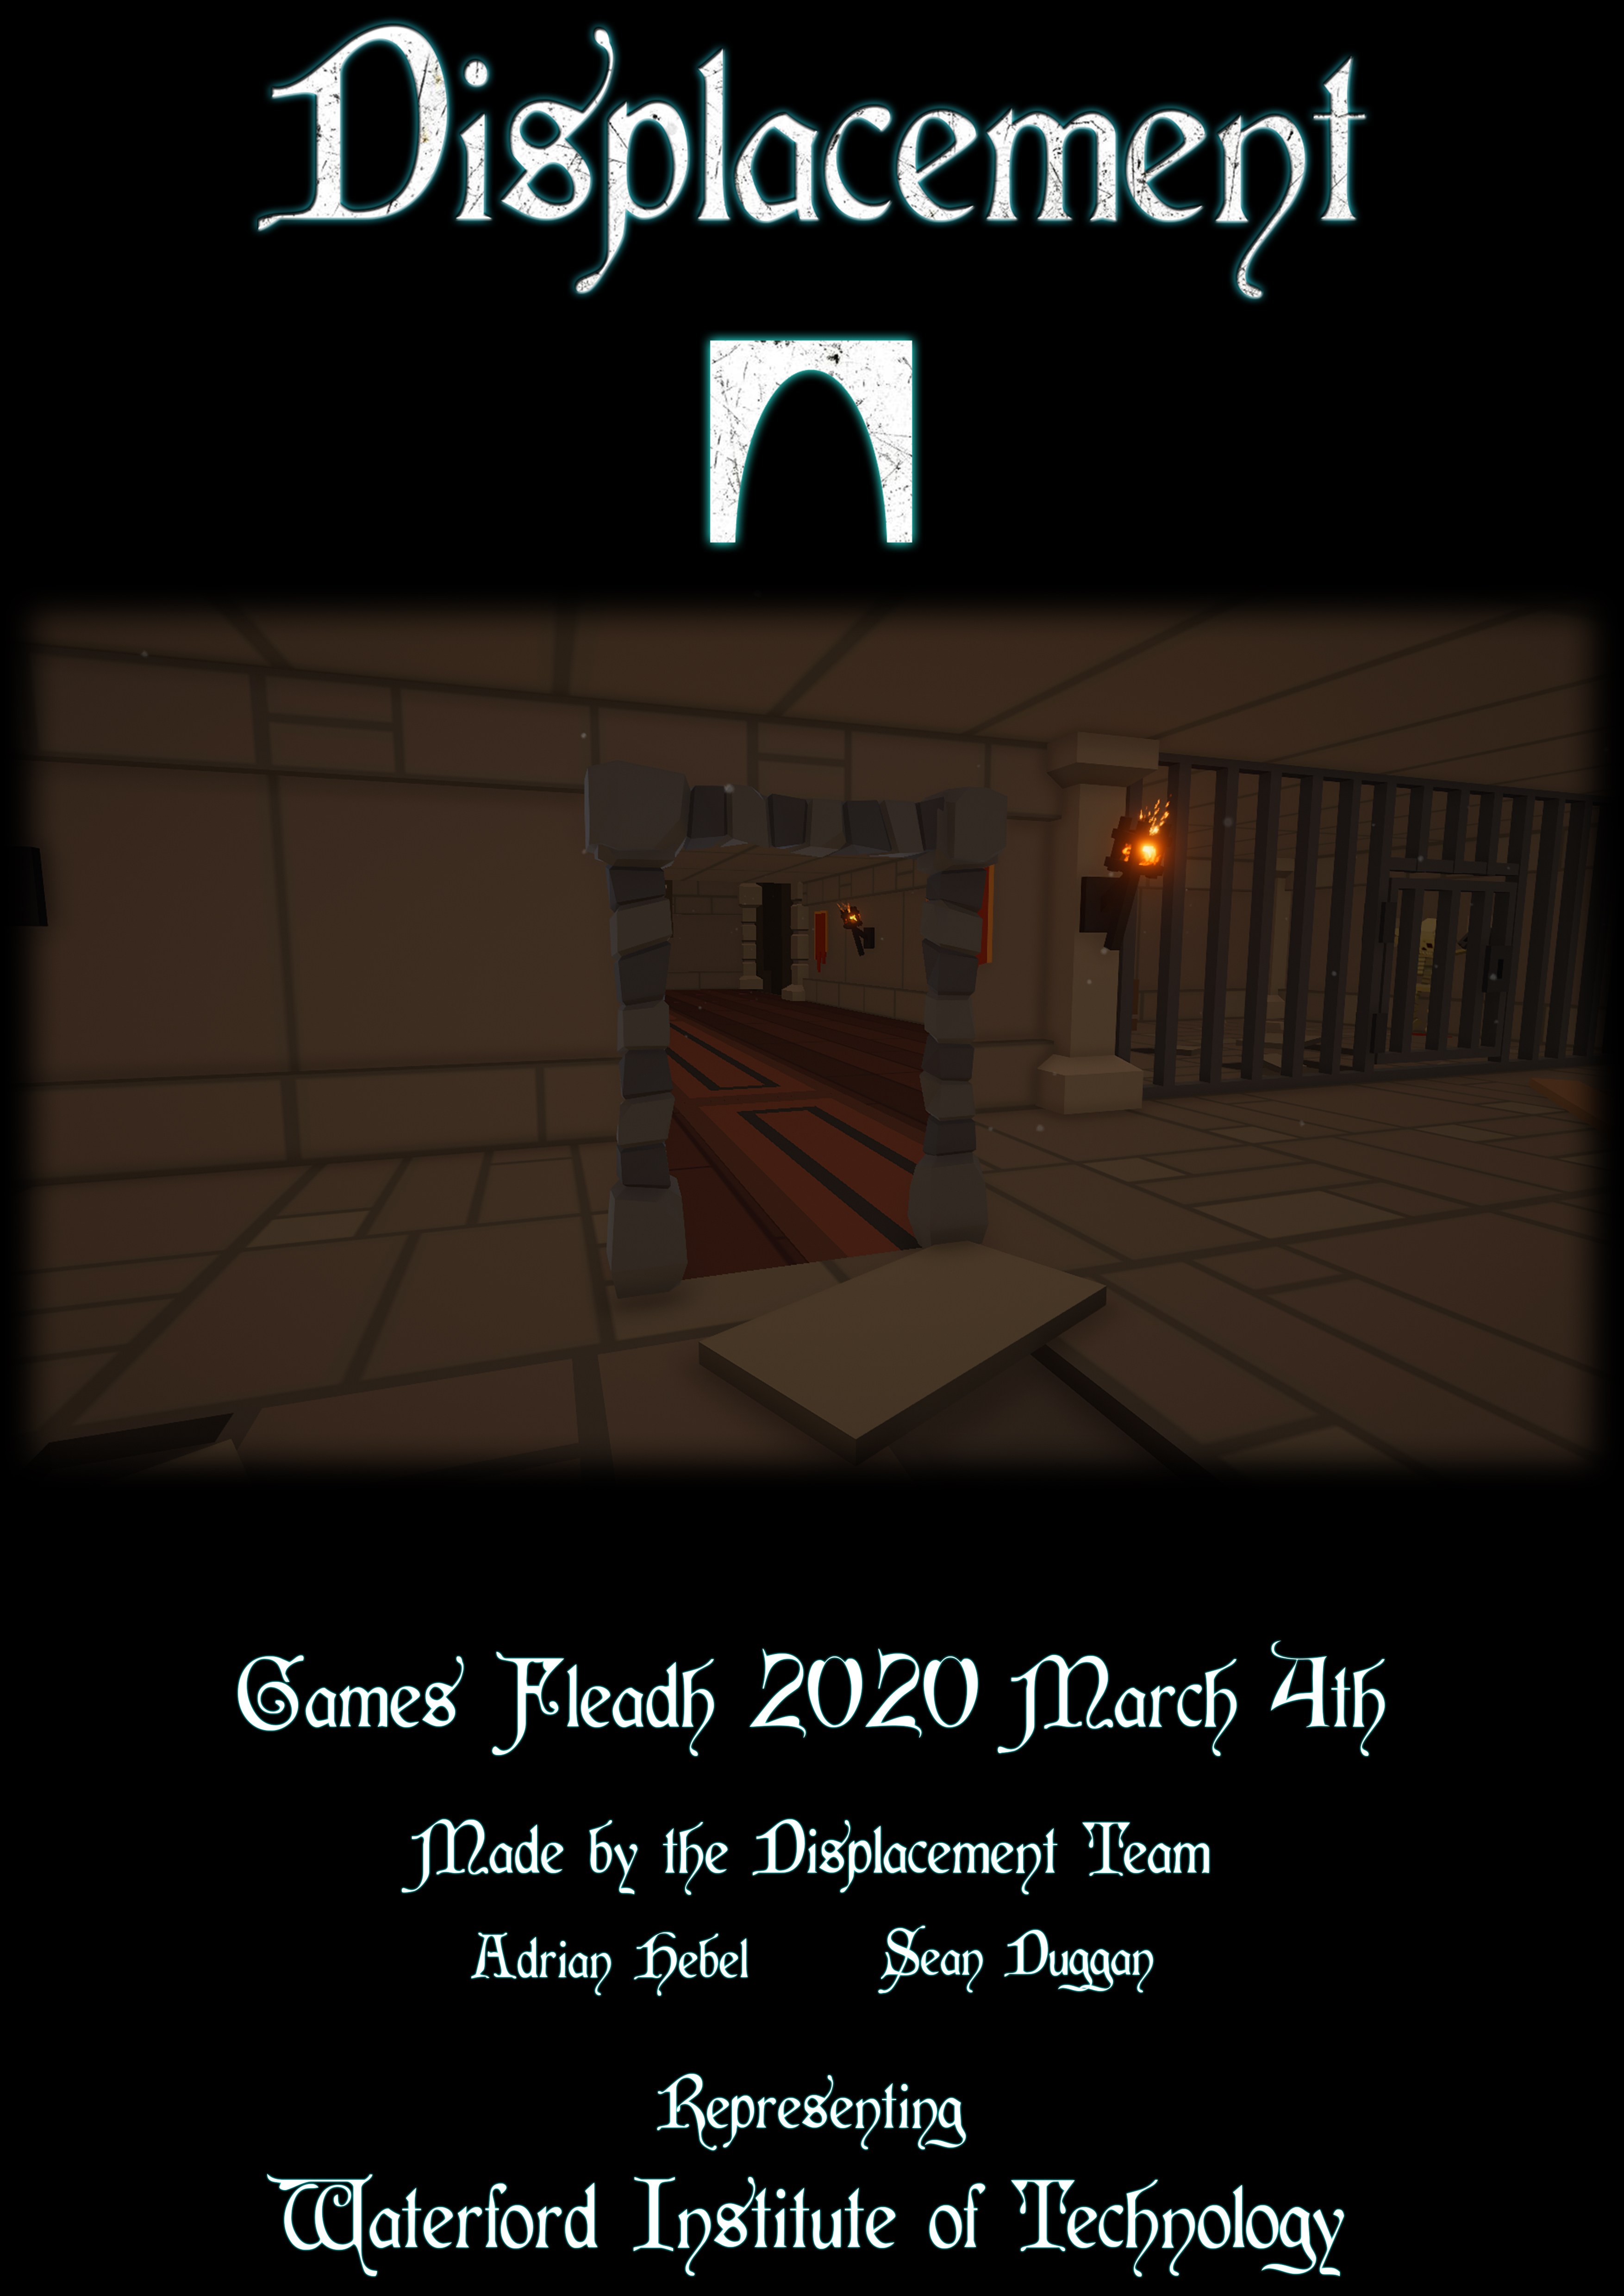 Displacement
Games Fleadh 2020 March 4th
Made by the Displacement Team
Adrian Hebel Sean Duggan
Representing
Waterford Institute of Technology